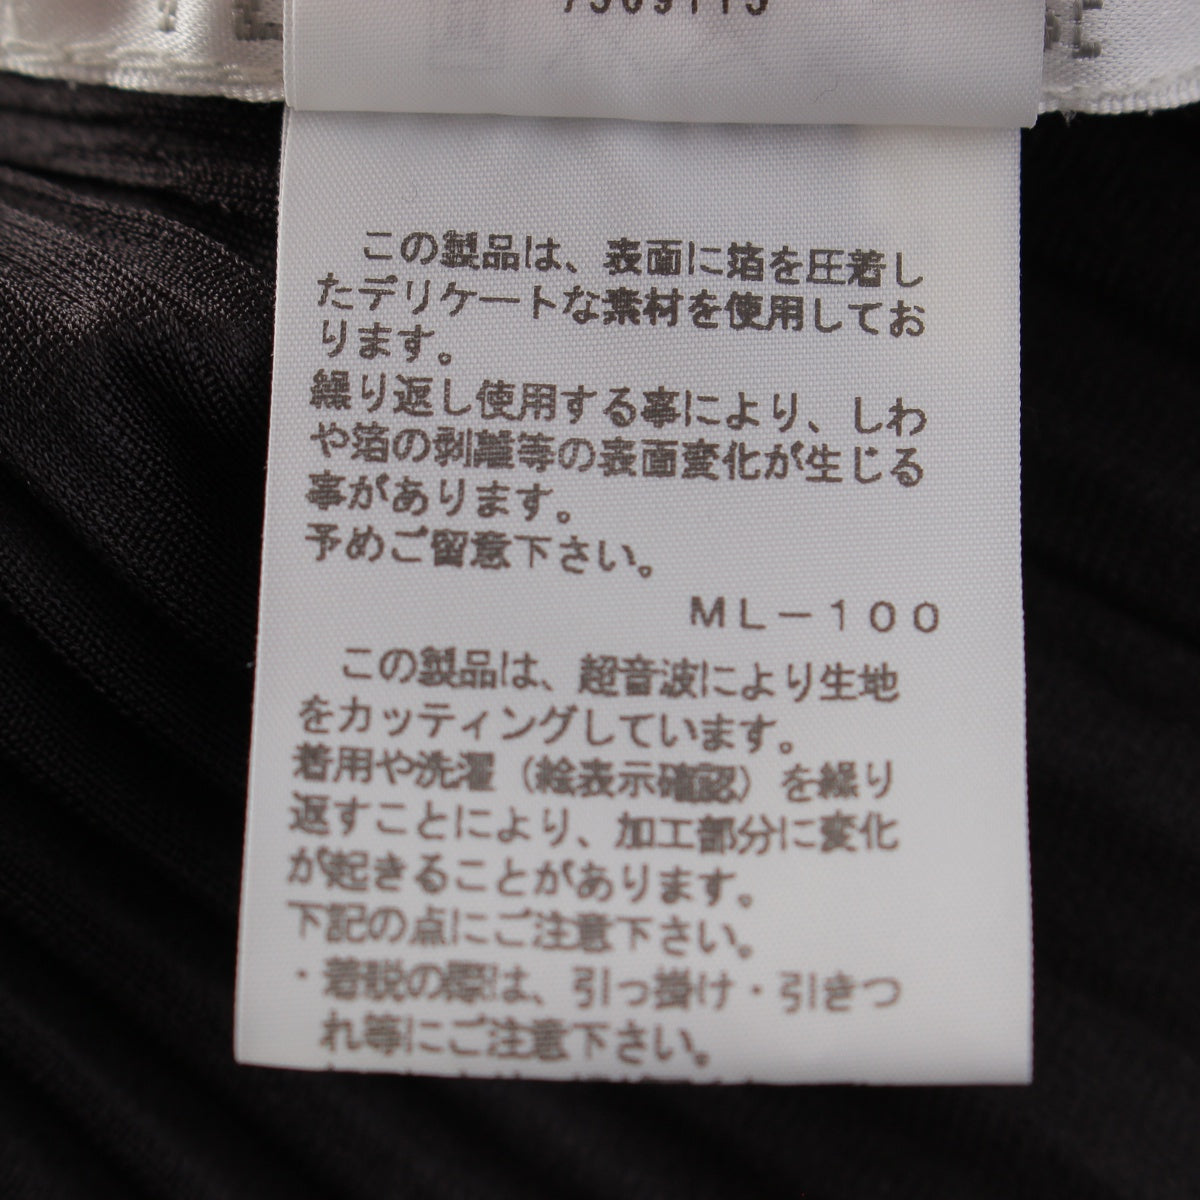 この製品は、表面に箔を圧着し
たデリケートな素材を使用してお
ります。
繰り返し使用する事により、しわ
や箔の剥離等の表面変化が生じる
事があります。
予めご留意下さい。
ML-100
この製品は、超音波により生地
をカッティングしています。
着用や洗濯(絵表示確認)を繰り
返すことにより、加工部分に変化
が起きることがあります。
下記の点にご注意下さい。
・着脱の際は、引っ掛け・引きつ
れ等にご注意下さい。